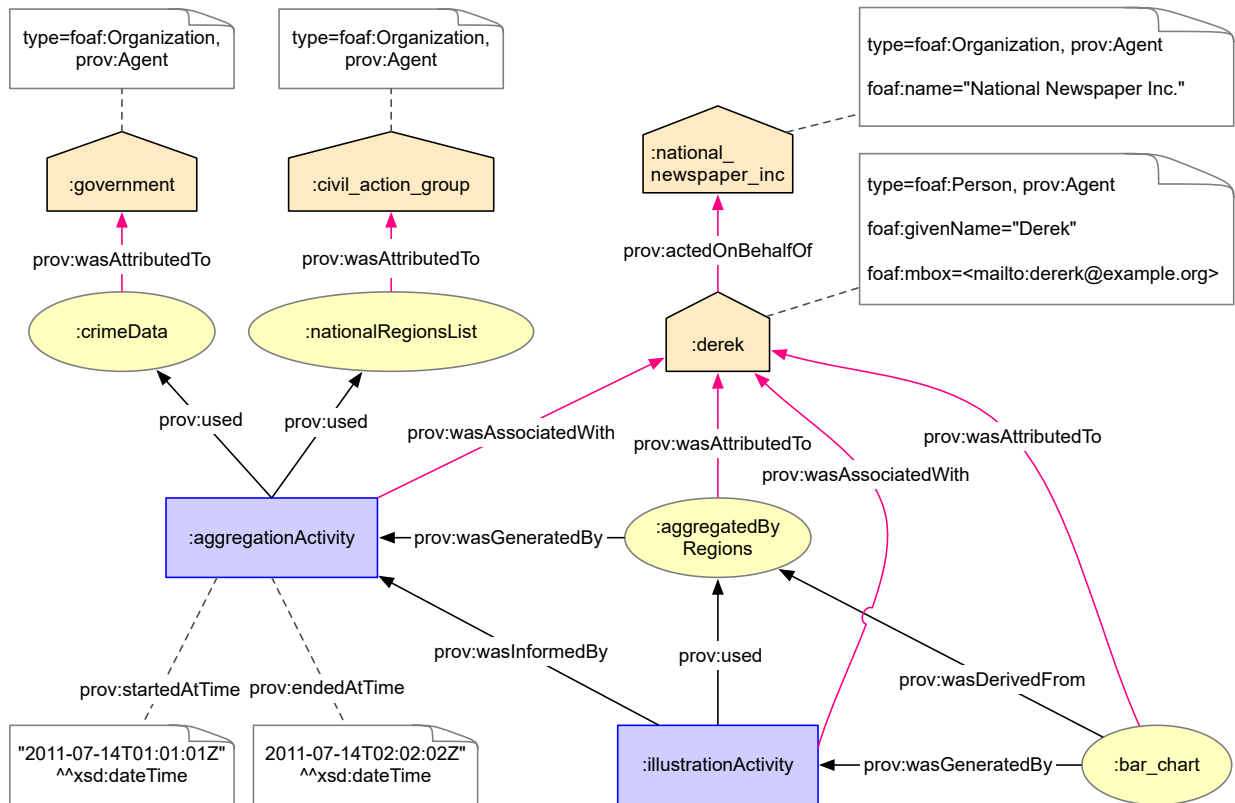 type=foaf:Organization,
prov:Agent
type=foaf:Organization,
prov:Agent
type=foaf:Organization, prov:Agent
foaf:name="National Newspaper Inc."
:national_
newspaper_inc
:government
:civil_action_group
type=foaf:Person, prov:Agent
foaf:givenName="Derek"
foaf:mbox=<mailto:dererk@example.org>
prov:wasAttributedTo
prov:wasAttributedTo
prov:actedOnBehalfOf
:crimeData
:nationalRegionsList
:derek
prov:used
prov:used
prov:wasAssociatedWith
prov:wasAttributedTo
prov:wasAttributedTo
prov:wasAssociatedWith
:aggregationActivity
prov:wasGeneratedBy
:aggregatedBy
Regions
prov:wasInformedBy
prov:used
prov:wasDerivedFrom
prov:startedAtTime
prov:endedAtTime
"2011-07-14T01:01:01Z"
^^xsd:dateTime
2011-07-14T02:02:02Z"
^^xsd:dateTime
:illustrationActivity
prov:wasGeneratedBy
:bar_chart